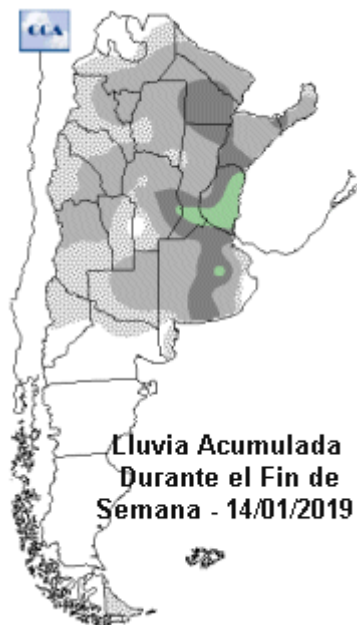 CCA
Lluvia Acumulada
Durante el Fin de
Semana - 14/01/2019